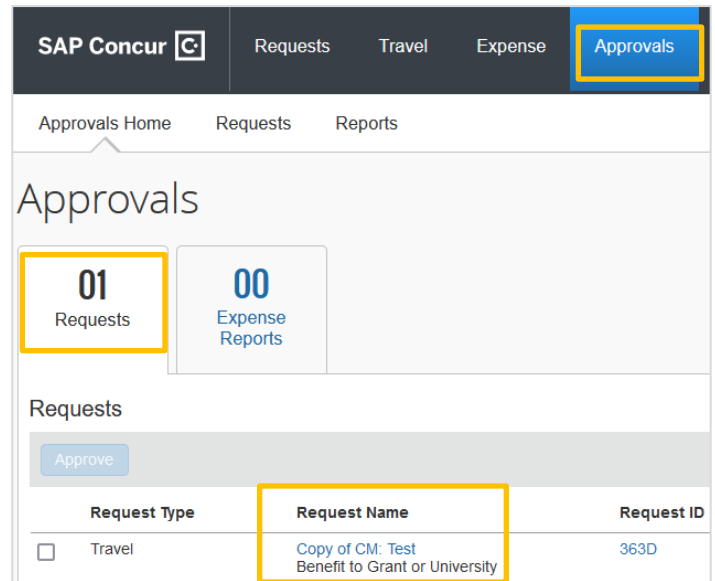 SAP Concur C Requests Travel Expense Approvals
Approvals Home Requests Reports
Approvals
01 00
Requests Expense
Reports
Requests
Approve
Request Type Request Name Request ID
Travel Copy of CM: Test 363D
Benefit to Grant or University